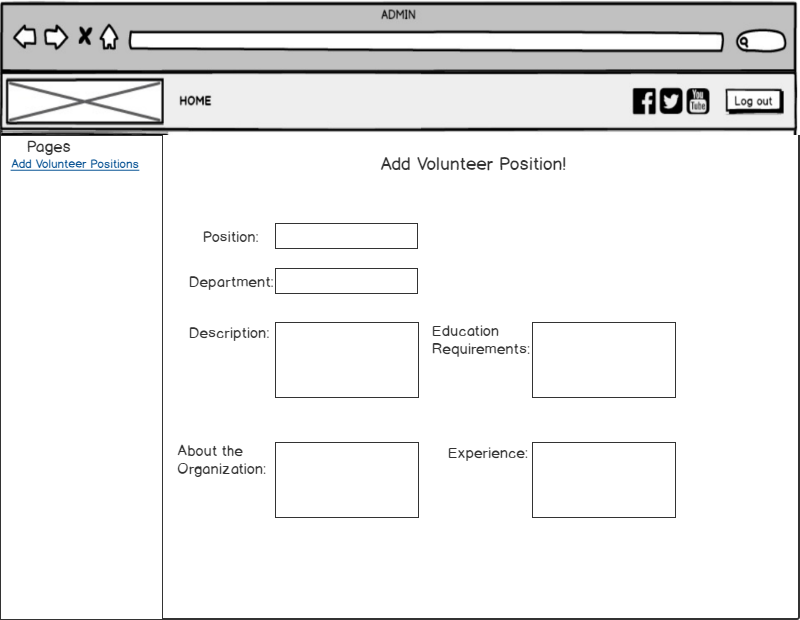 ADMIN
HOME
You
Tube
Log out
Pages
Add Volunteer Positions
Add Volunteer Position!
Position:
Department:
Description:
Education
Requirements:
About the
Organization:
Experience: